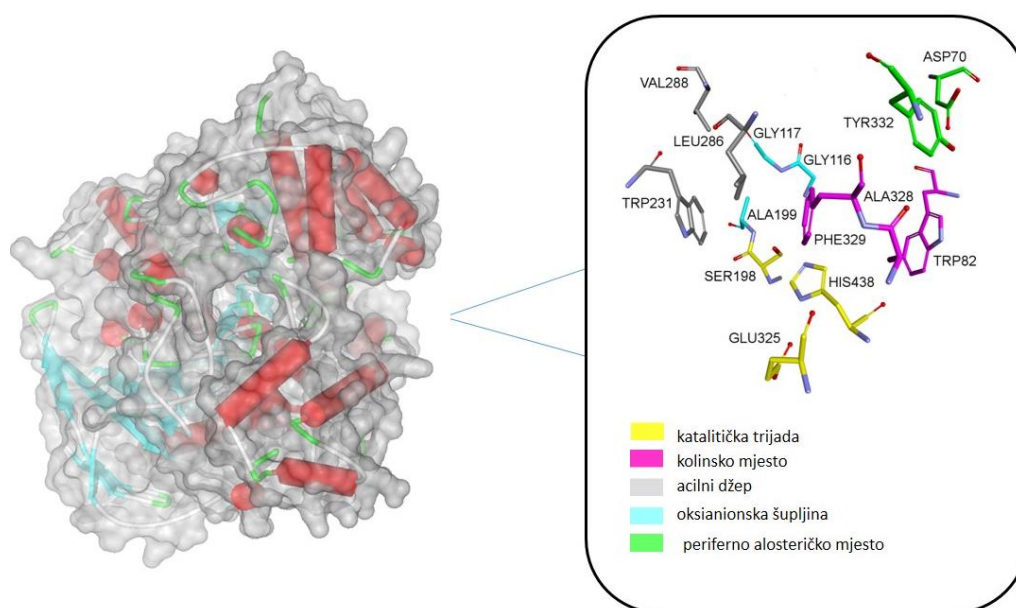 ASP70
VAL288
TYR332
LEU286
GLY117
GLY116
TRP231
ALA199
ALA328
PHE329
TRP82
SER198
HIS438
GLU325
katalitička trijada
kolinsko mjesto
acilni džep
oksianionska šupljina
periferno alosteričko mjesto